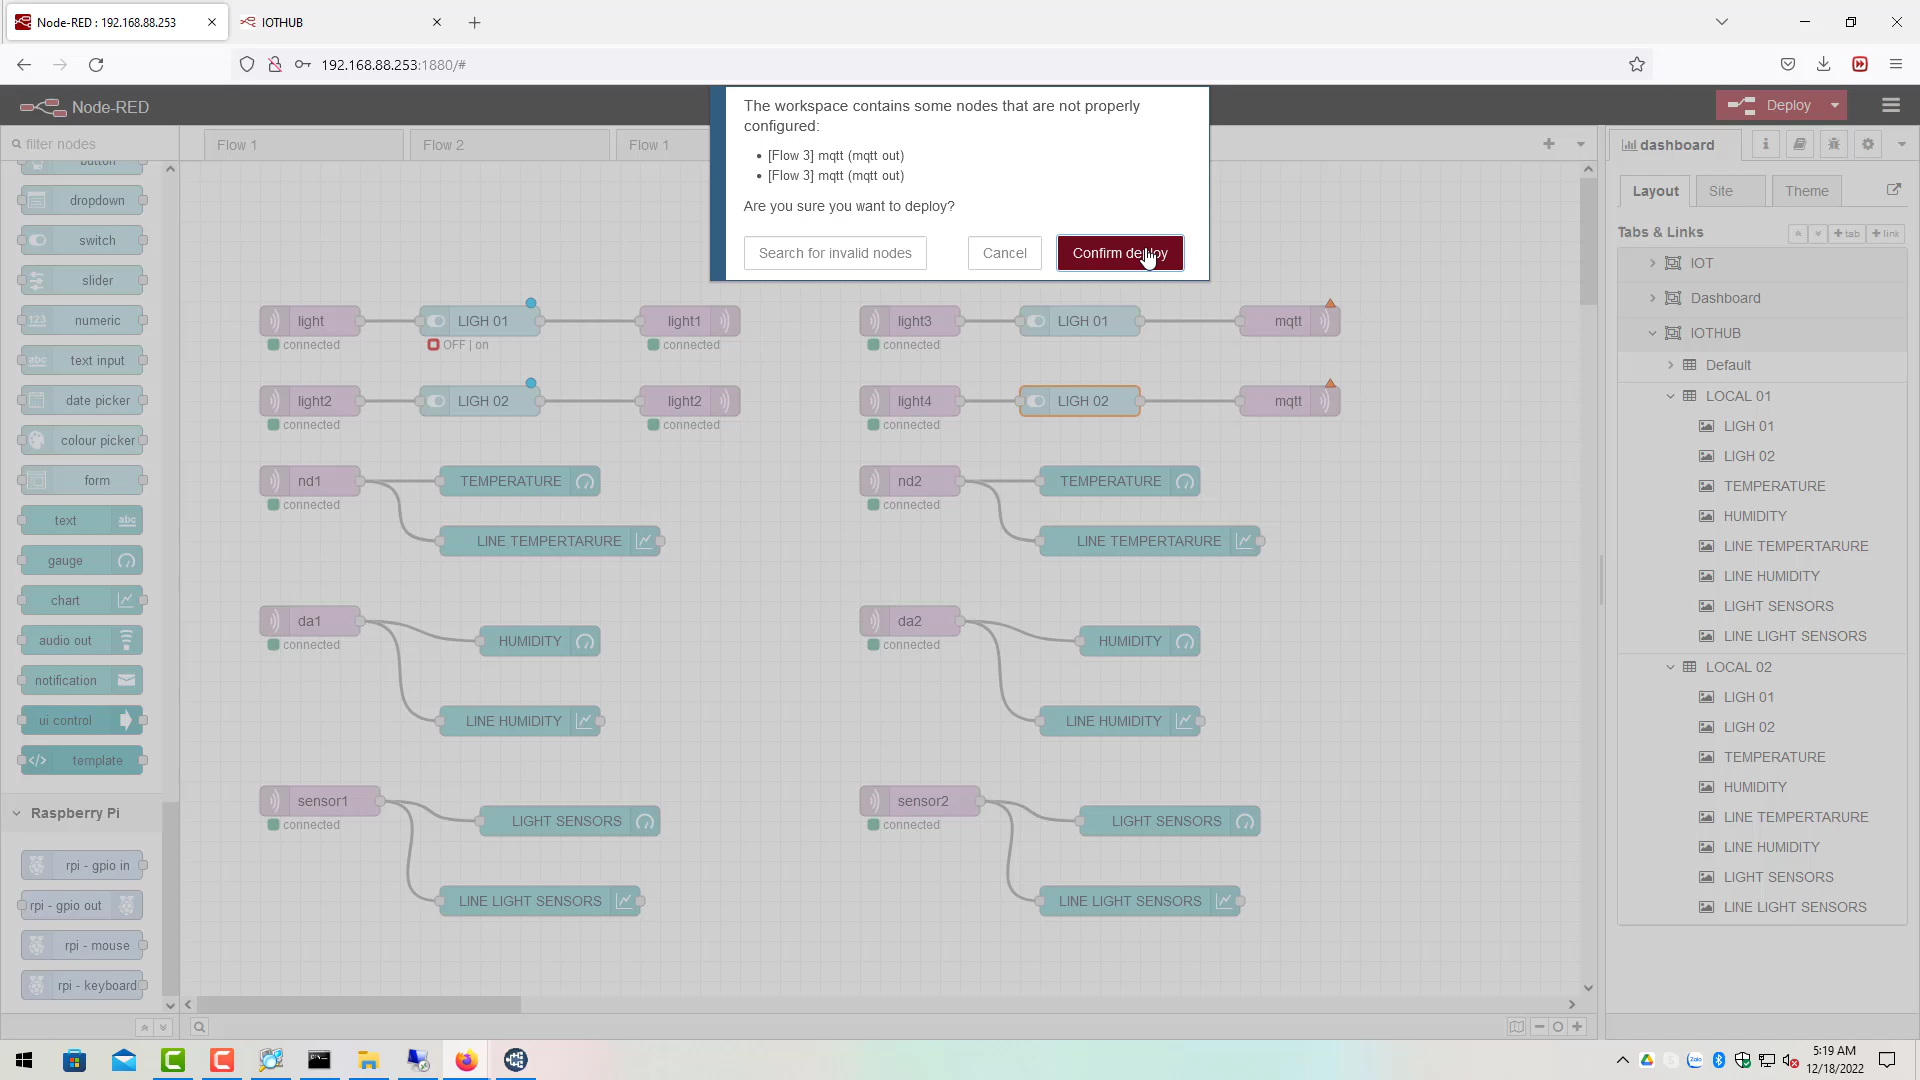 Node-RED : 192.168.88.253
IOTHUB
192.168.88.253:1880/#
Node-RED
Deploy
The workspace contains some nodes that are not properly
configured:
• [Flow 3] mqtt (mqtt out)
• [Flow 3] mqtt (mqtt out)
Are you sure you want to deploy?
Search for invalid nodes
Cancel
Confirm deploy
filter nodes
button
dropdown
switch
slider
123 numeric
abc text input
date picker
colour picker
form
text abc
gauge
chart
audio out
notification
ui control
</> template
Raspberry Pi
rpi - gpio in
rpi - gpio out
rpi - mouse
rpi - keyboard
Flow 1
Flow 2
Flow 1
light
connected
LIGH 01
OFF | on
light1
connected
light2
connected
LIGH 02
light2
connected
nd1
connected
TEMPERATURE
LINE TEMPERTARURE
da1
connected
HUMIDITY
LINE HUMIDITY
sensor1
connected
LIGHT SENSORS
LINE LIGHT SENSORS
light3
connected
LIGH 01
mqtt
light4
connected
LIGH 02
mqtt
nd2
connected
TEMPERATURE
LINE TEMPERTARURE
da2
connected
HUMIDITY
LINE HUMIDITY
sensor2
connected
LIGHT SENSORS
LINE LIGHT SENSORS
dashboard
i
Layout
Site
Theme
Tabs & Links
+ tab
+ link
IOT
Dashboard
IOTHUB
Default
LOCAL 01
LIGH 01
LIGH 02
TEMPERATURE
HUMIDITY
LINE TEMPERTARURE
LINE HUMIDITY
LIGHT SENSORS
LINE LIGHT SENSORS
LOCAL 02
LIGH 01
LIGH 02
TEMPERATURE
HUMIDITY
LINE TEMPERTARURE
LINE HUMIDITY
LIGHT SENSORS
LINE LIGHT SENSORS
Zalo
5:19 AM
12/18/2022